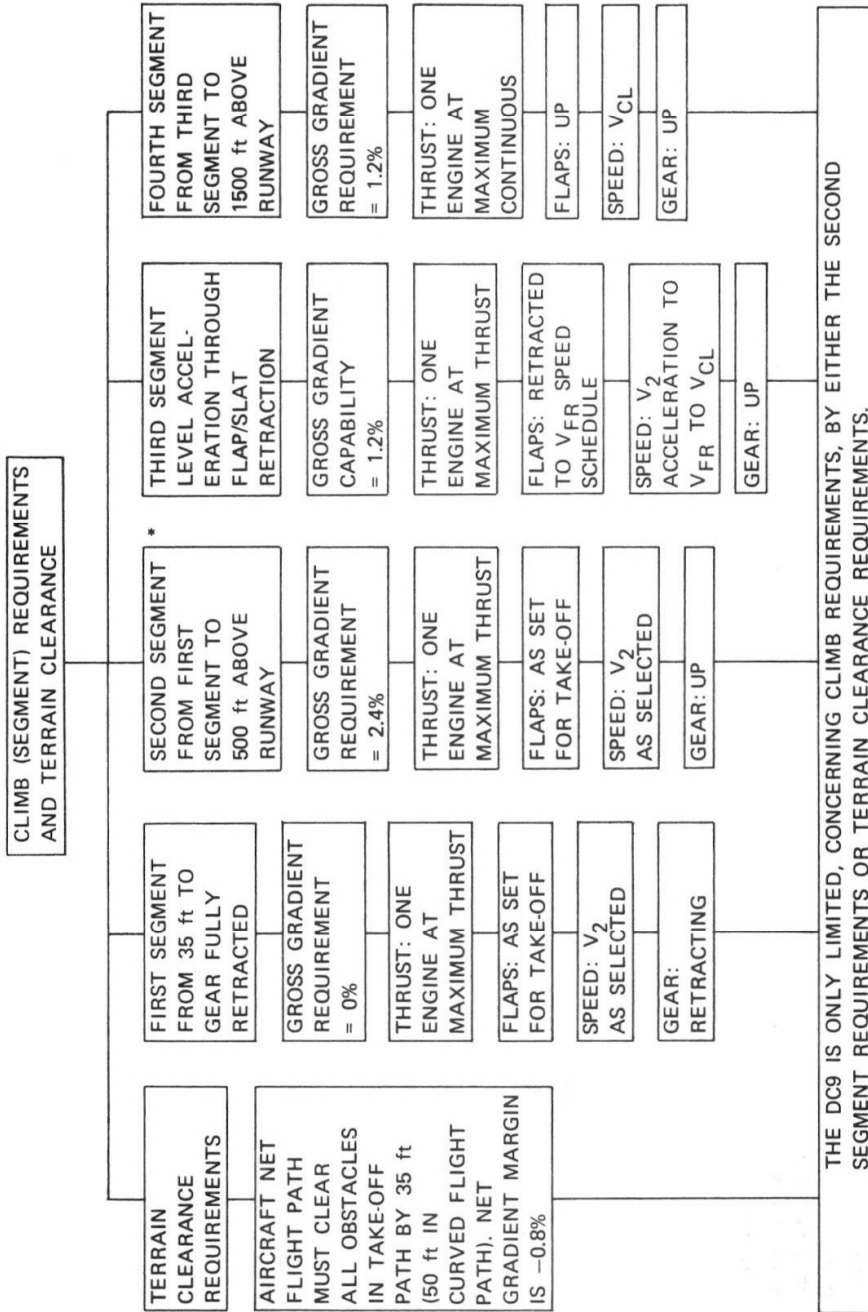 CLIMB (SEGMENT) REQUIREMENTS
AND TERRAIN CLEARANCE
TERRAIN
CLEARANCE
REQUIREMENTS
AIRCRAFT NET
FLIGHT PATH
MUST CLEAR
ALL OBSTACLES
IN TAKE-OFF
PATH BY 35 ft
(50 ft IN
CURVED FLIGHT
PATH). NET
GRADIENT MARGIN
IS −0.8%
FIRST SEGMENT
FROM 35 ft TO
GEAR FULLY
RETRACTED
GROSS GRADIENT
REQUIREMENT
= 0%
THRUST: ONE
ENGINE AT
MAXIMUM THRUST
FLAPS: AS SET
FOR TAKE-OFF
SPEED: V2
AS SELECTED
GEAR:
RETRACTING
SECOND SEGMENT *
FROM FIRST
SEGMENT TO
500 ft ABOVE
RUNWAY
GROSS GRADIENT
REQUIREMENT
= 2.4%
THRUST: ONE
ENGINE AT
MAXIMUM THRUST
FLAPS: AS SET
FOR TAKE-OFF
SPEED: V2
AS SELECTED
GEAR: UP
THIRD SEGMENT
LEVEL ACCEL-
ERATION THROUGH
FLAP/SLAT
RETRACTION
GROSS GRADIENT
CAPABILITY
= 1.2%
THRUST: ONE
ENGINE AT
MAXIMUM THRUST
FLAPS: RETRACTED
TO VFR SPEED
SCHEDULE
SPEED: V2
ACCELERATION TO
VFR TO VCL
GEAR: UP
FOURTH SEGMENT
FROM THIRD
SEGMENT TO
1500 ft ABOVE
RUNWAY
GROSS GRADIENT
REQUIREMENT
= 1.2%
THRUST: ONE
ENGINE AT
MAXIMUM
CONTINUOUS
FLAPS: UP
SPEED: VCL
GEAR: UP
THE DC9 IS ONLY LIMITED, CONCERNING CLIMB REQUIREMENTS, BY EITHER THE SECOND
SEGMENT REQUIREMENTS OR TERRAIN CLEARANCE REQUIREMENTS.